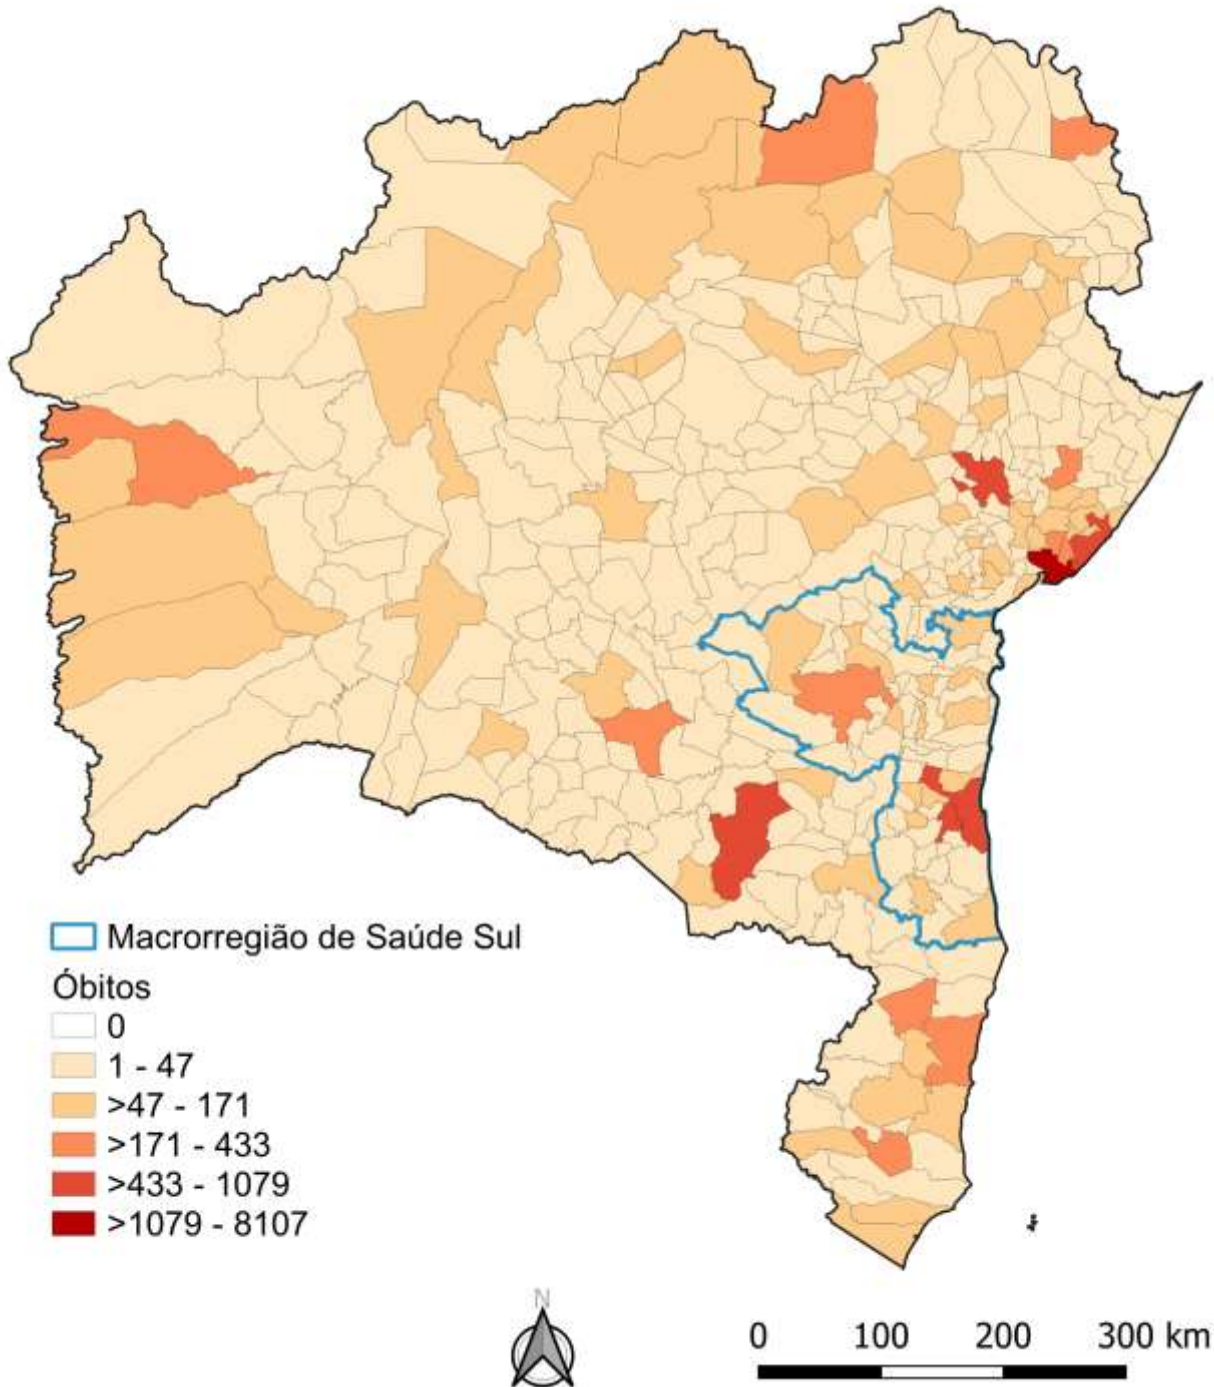 Macrorregião de Saúde Sul
Óbitos
0
1 - 47
>47 - 171
>171 - 433
>433 - 1079
>1079 - 8107
N
0 100 200 300 km